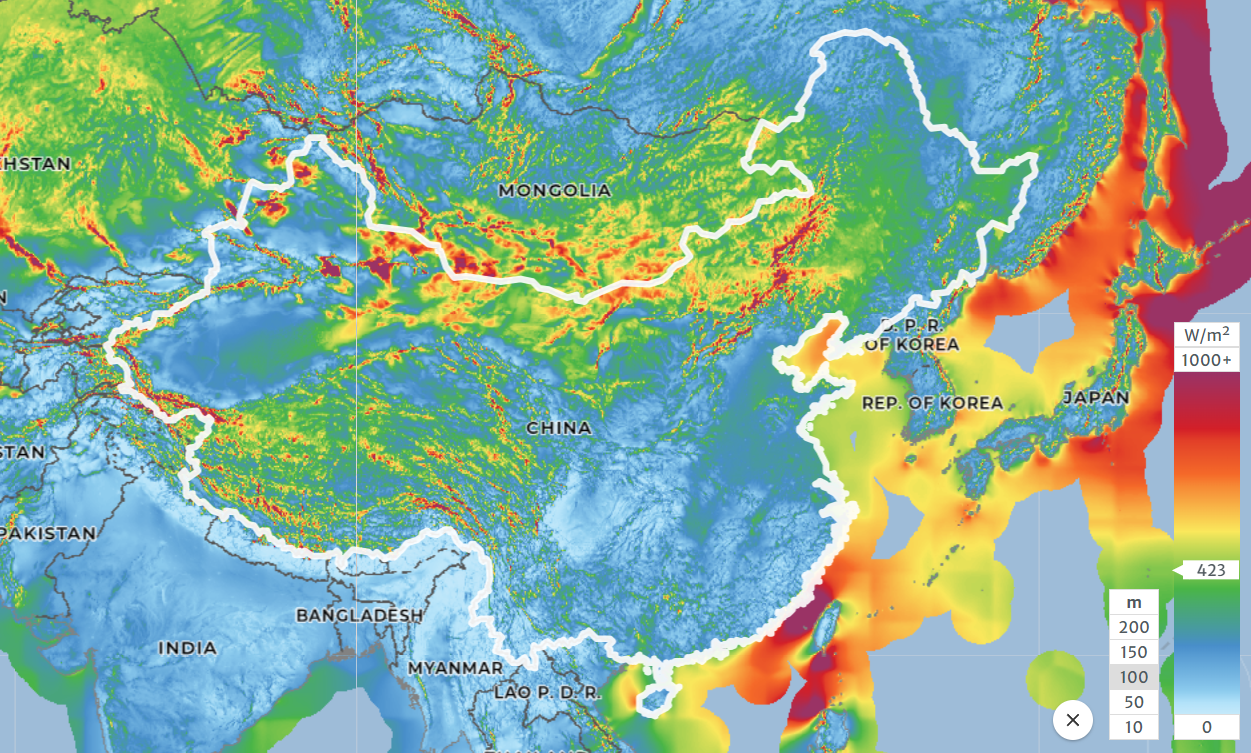 HSTAN
MONGOLIA
N
D. P. R.
OF KOREA
W/m²
1000+
REP. OF KOREA
JAPAN
CHINA
STAN
PAKISTAN
423
m
200
BANGLADESH
INDIA
150
MYANMAR
100
LAO P. D. R.
50
10
0